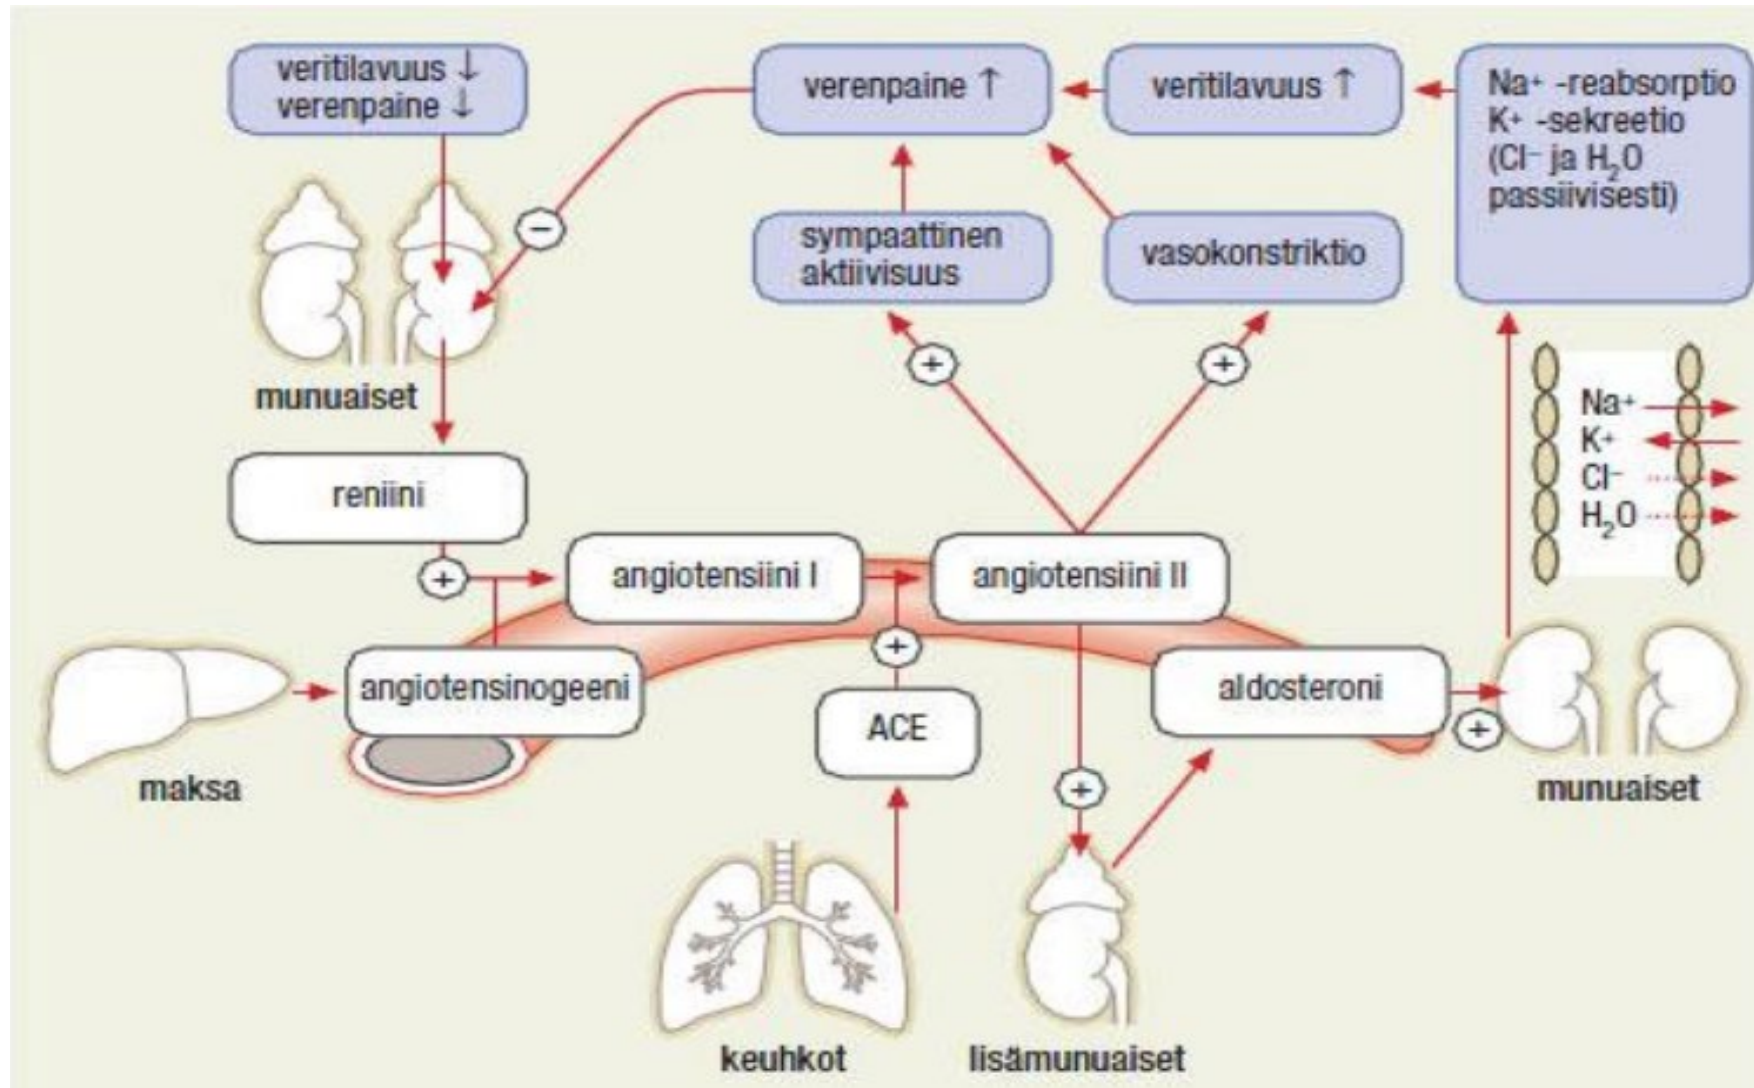 veritilavuus ↓
verenpaine ↓
verenpaine ↑
veritilavuus ↑
Na⁺ -reabsorptio
K⁺ -sekreetio
(Cl⁻ ja H₂O
passiivisesti)
−
sympaattinen
aktiivisuus
vasokonstriktio
+
+
munuaiset
Na⁺
K⁺
Cl⁻
H₂O
reniini
+
angiotensiini I
angiotensiini II
+
angiotensinogeeni
ACE
aldosteroni
+
maksa
+
munuaiset
keuhkot
lisämunuaiset